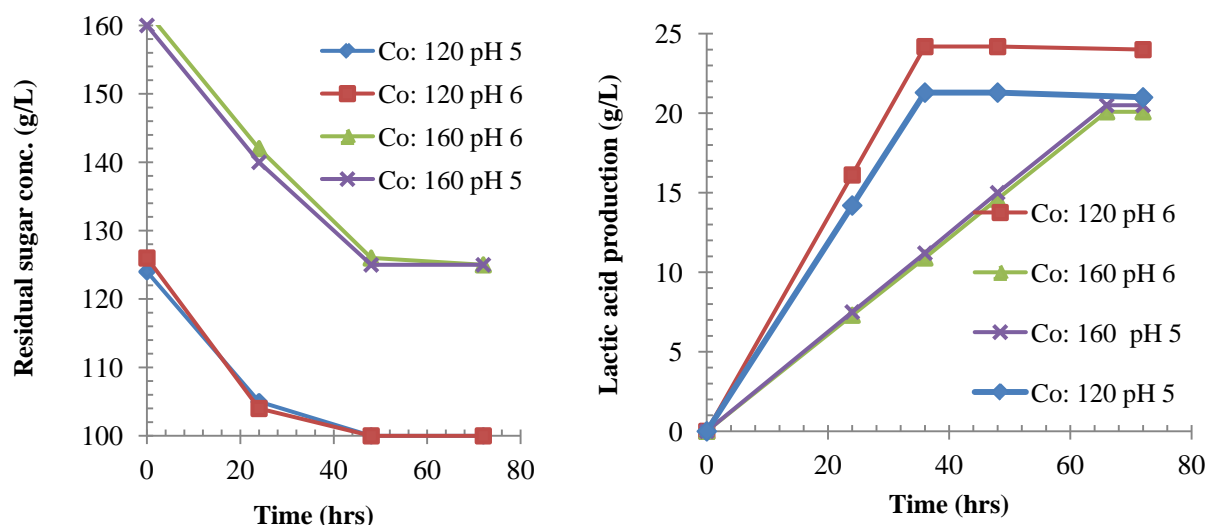 Residual sugar conc. (g/L)
160
150
140
130
120
110
100
0
20
40
60
80
Time (hrs)
Co: 120 pH 5
Co: 120 pH 6
Co: 160 pH 6
Co: 160 pH 5
Lactic acid production (g/L)
25
20
15
10
5
0
0
20
40
60
80
Time (hrs)
Co: 120 pH 6
Co: 160 pH 6
Co: 160 pH 5
Co: 120 pH 5